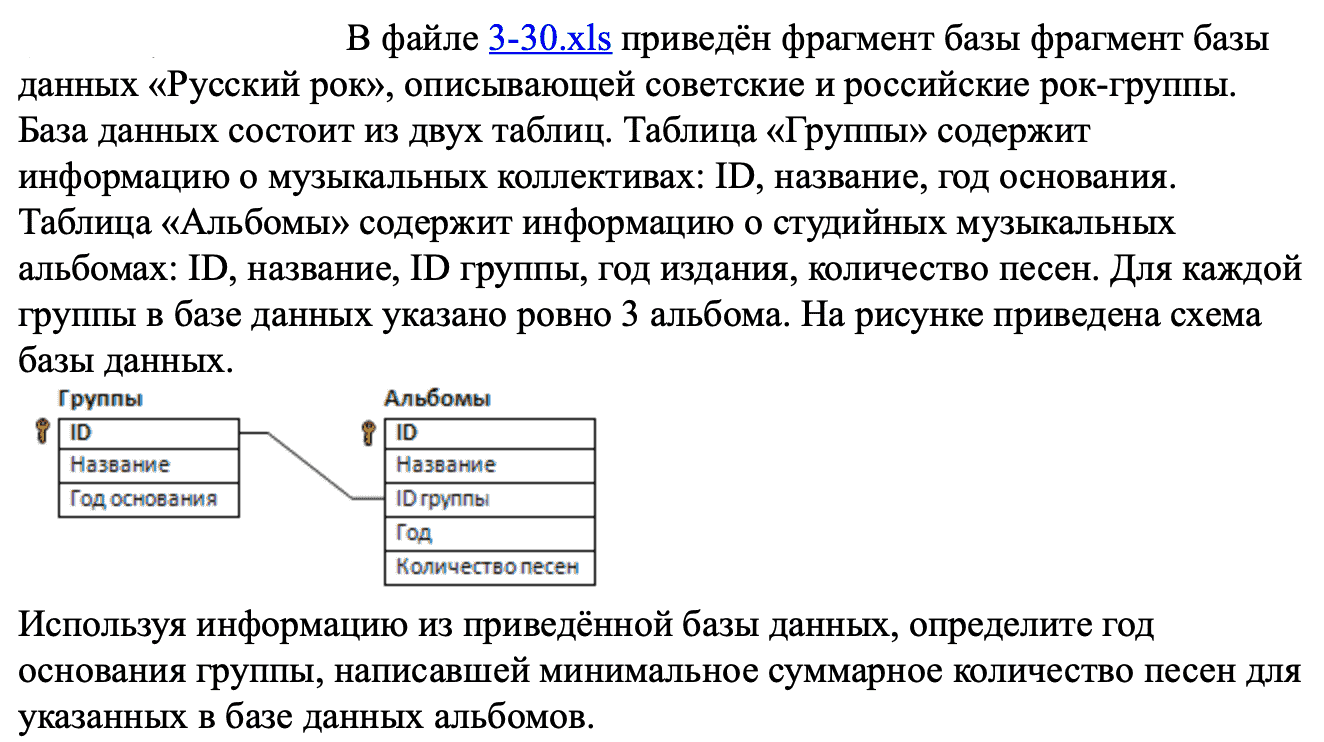 В файле 3-30.xls приведён фрагмент базы фрагмент базы
данных «Русский рок», описывающей советские и российские рок-группы.
База данных состоит из двух таблиц. Таблица «Группы» содержит
информацию о музыкальных коллективах: ID, название, год основания.
Таблица «Альбомы» содержит информацию о студийных музыкальных
альбомах: ID, название, ID группы, год издания, количество песен. Для каждой
группы в базе данных указано ровно 3 альбома. На рисунке приведена схема
базы данных.
Группы
ID
Название
Год основания
Альбомы
ID
Название
ID группы
Год
Количество песен
Используя информацию из приведённой базы данных, определите год
основания группы, написавшей минимальное суммарное количество песен для
указанных в базе данных альбомов.